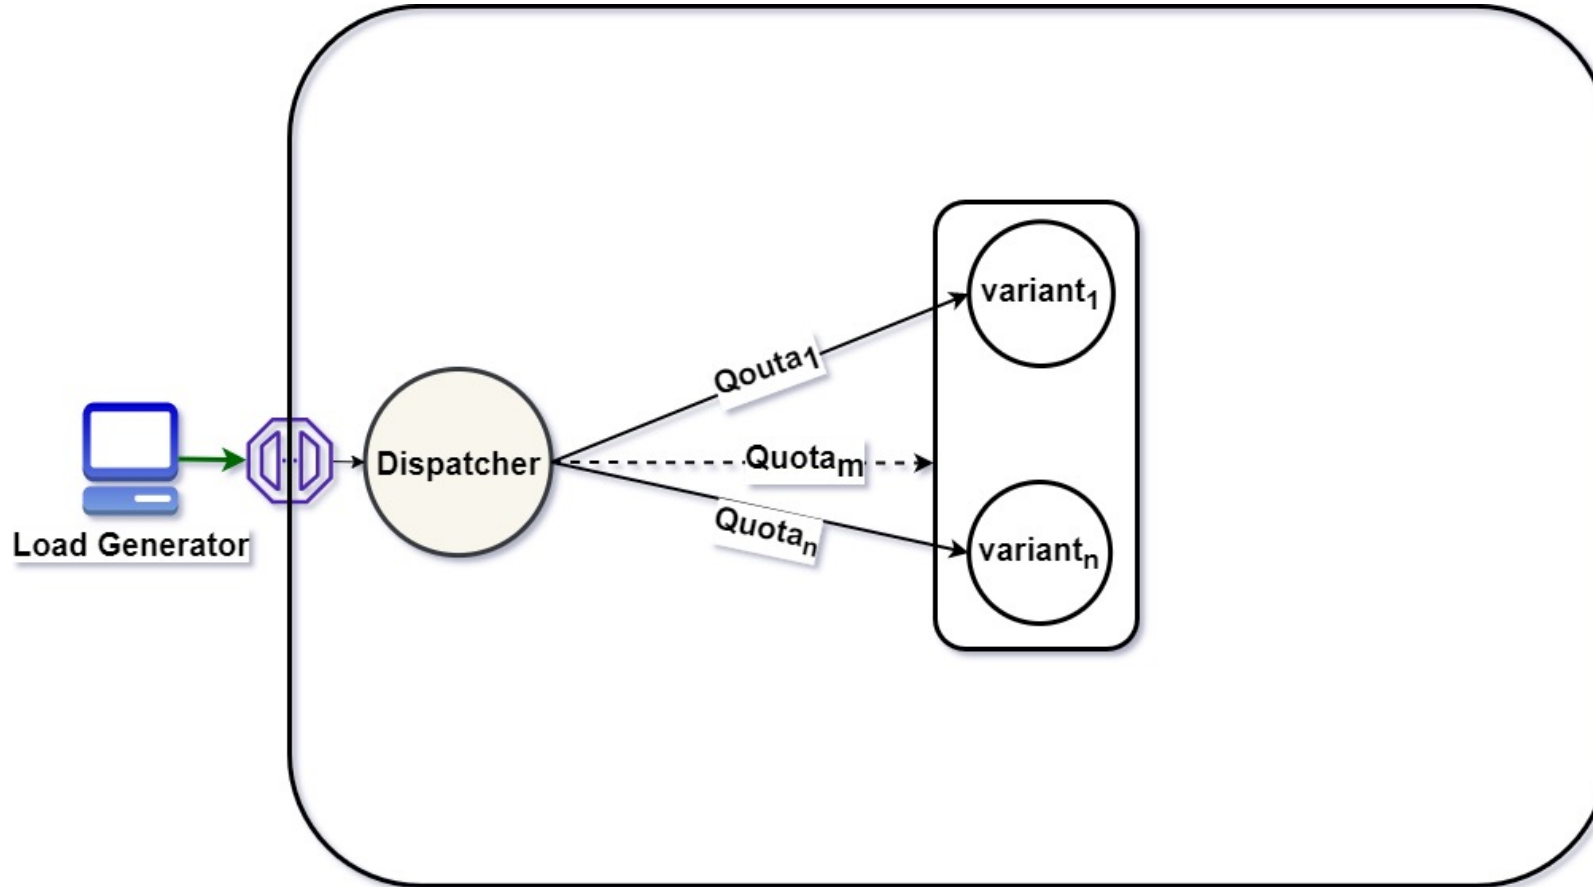 variant₁
Qouta₁
Load Generator
Dispatcher
Quotaₘ
Quotaₙ
variantₙ